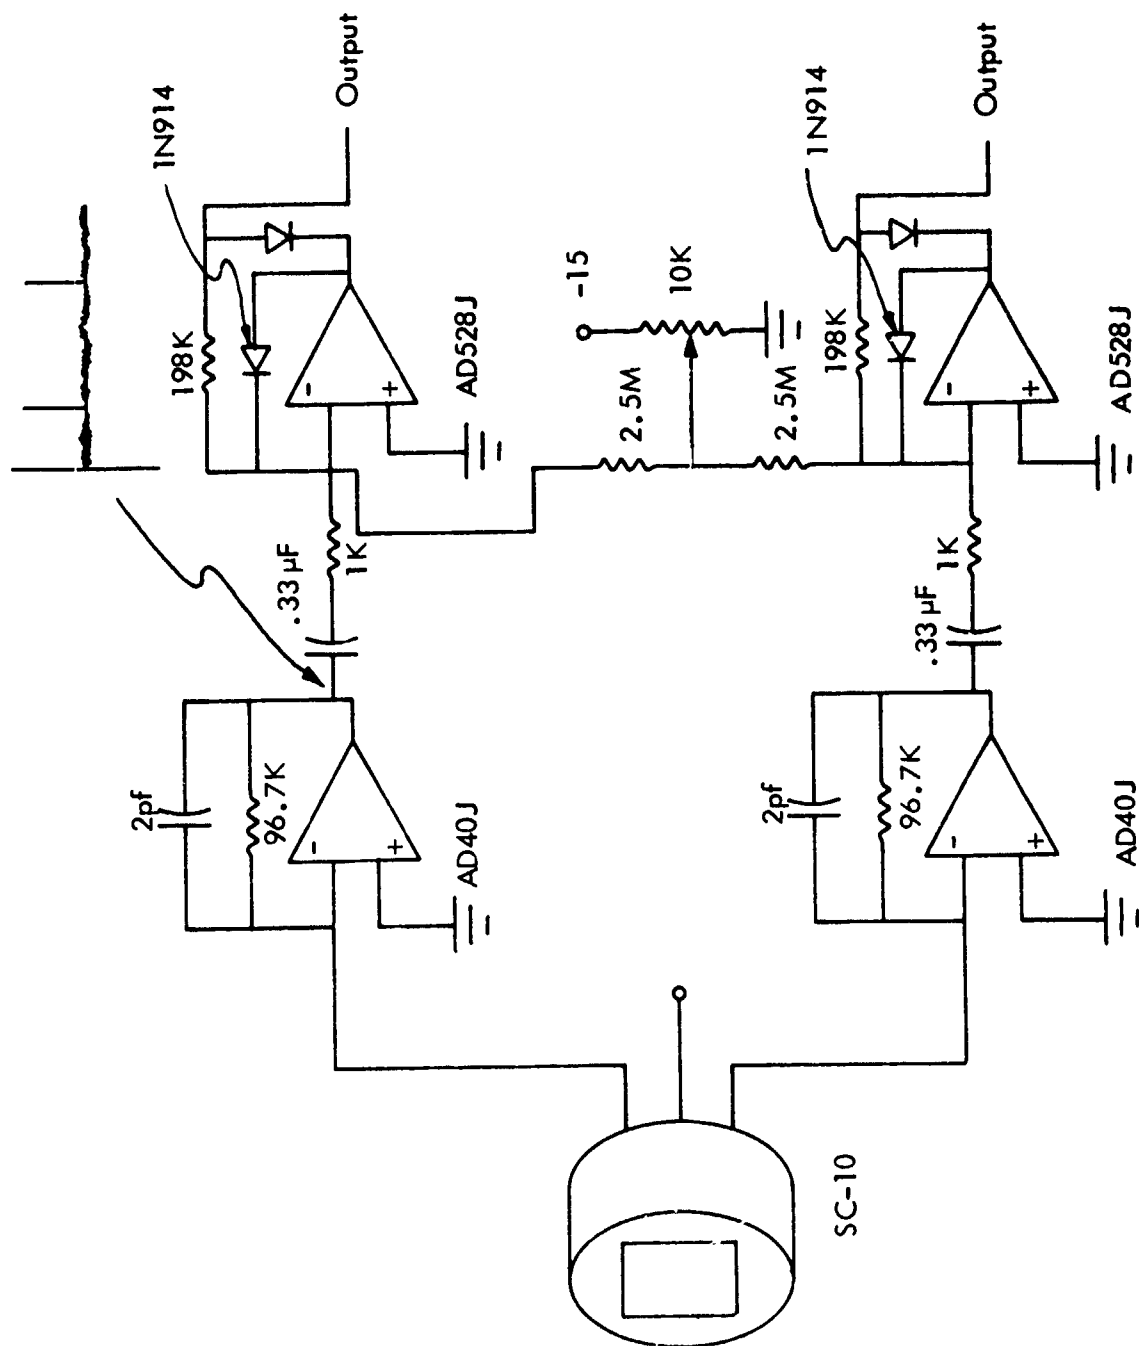 Output
1N914
198K
-
+
AD528J
.33 µF
1K
2pf
96.7K
-
+
AD40J
-15
10K
2.5M
2.5M
SC-10
Output
1N914
198K
-
+
AD528J
.33 µF
1K
2pf
96.7K
-
+
AD40J